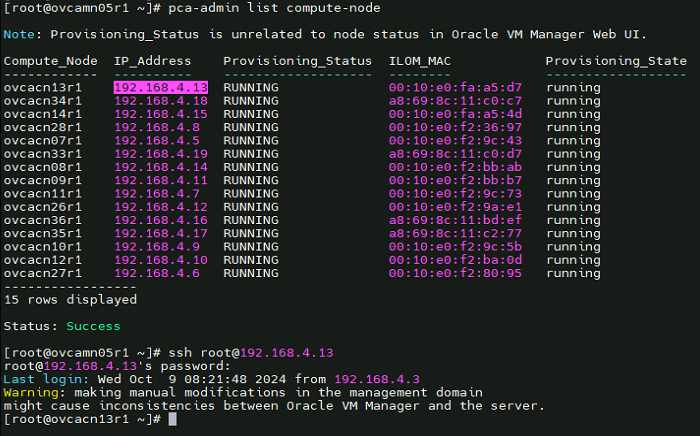 [root@ovcamn05r1 ~]# pca-admin list compute-node
Note: Provisioning_Status is unrelated to node status in Oracle VM Manager Web UI.
Compute_Node  IP_Address    Provisioning_Status  ILOM_MAC            Provisioning_State
------------  ----------    -------------------  --------            ------------------
ovcacn13r1    192.168.4.13  RUNNING              00:10:e0:fa:a5:d7   running
ovcacn34r1    192.168.4.18  RUNNING              a8:69:8c:11:c0:c7   running
ovcacn14r1    192.168.4.15  RUNNING              00:10:e0:fa:a5:4d   running
ovcacn28r1    192.168.4.8   RUNNING              00:10:e0:f2:36:97   running
ovcacn07r1    192.168.4.5   RUNNING              00:10:e0:f2:9c:43   running
ovcacn33r1    192.168.4.19  RUNNING              a8:69:8c:11:c0:d7   running
ovcacn08r1    192.168.4.14  RUNNING              00:10:e0:f2:bb:ab   running
ovcacn09r1    192.168.4.11  RUNNING              00:10:e0:f2:bb:b7   running
ovcacn11r1    192.168.4.7   RUNNING              00:10:e0:f2:9c:73   running
ovcacn26r1    192.168.4.12  RUNNING              00:10:e0:f2:9a:e1   running
ovcacn36r1    192.168.4.16  RUNNING              a8:69:8c:11:bd:ef   running
ovcacn35r1    192.168.4.17  RUNNING              a8:69:8c:11:c2:77   running
ovcacn10r1    192.168.4.9   RUNNING              00:10:e0:f2:9c:5b   running
ovcacn12r1    192.168.4.10  RUNNING              00:10:e0:f2:ba:0d   running
ovcacn27r1    192.168.4.6   RUNNING              00:10:e0:f2:80:95   running
-----------------
15 rows displayed
Status: Success
[root@ovcamn05r1 ~]# ssh root@192.168.4.13
root@192.168.4.13's password:
Last login: Wed Oct  9 08:21:48 2024 from 192.168.4.3
Warning: making manual modifications in the management domain
might cause inconsistencies between Oracle VM Manager and the server.
[root@ovcacn13r1 ~]#